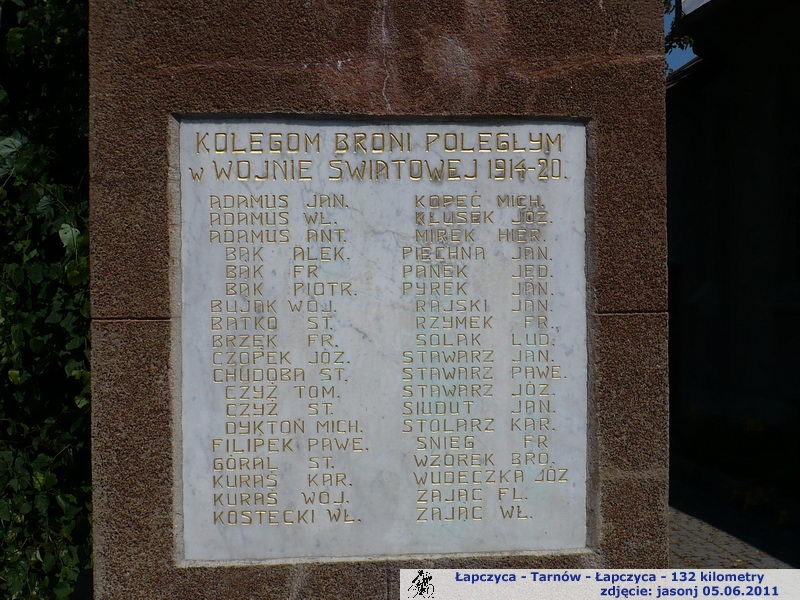 KOLEGOM BRONI POLEGŁYM
W WOJNIE ŚWIATOWEJ 1914-20.
ADAMUS JAN.
ADAMUS WŁ.
ADAMUS ANT.
BĄK ALEK.
BĄK FR
BĄK PIOTR.
BUJAK WOJ.
BATKO ST.
BRZEK FR.
CZOPEK JÓZ.
CHUDOBA ST.
CZYŻ TOM.
CZYŻ ST.
DYKTOŃ MICH.
FILIPEK PAWE.
GÓRAL ST.
KURAŚ KAR.
KURAŚ WOJ.
KOSTECKI WŁ.
KOPEĆ MICH.
KŁUSEK JÓZ.
MIREK HIER.
PIECHNA JAN.
PANEK JĘD.
PYREK JAN.
RAJSKI JAN.
RZYMEK FR.
SOLAK LUD.
STAWARZ JAN.
STAWARZ PAWE.
STAWARZ JÓZ.
SIUDUT JAN.
STOLARZ KAR.
ŚNIEG FR
WZOREK BRO.
WUDECZKA JÓZ
ZAJĄC FL.
ZAJĄC WŁ.
Łapczyca - Tarnów - Łapczyca - 132 kilometry
zdjęcie: jasonj 05.06.2011